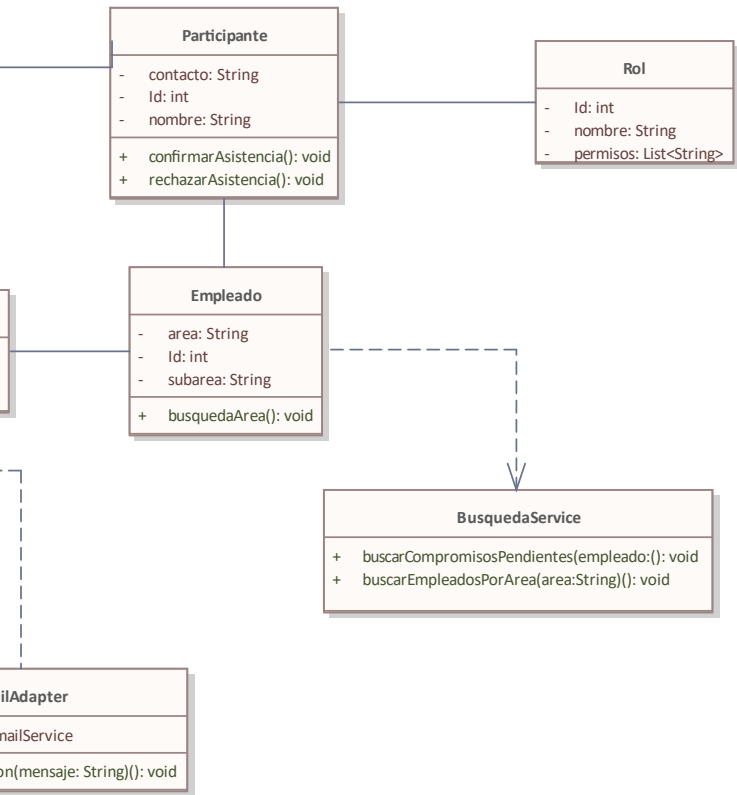 Participante
- contacto: String
- Id: int
- nombre: String
+ confirmarAsistencia(): void
+ rechazarAsistencia(): void
Rol
- Id: int
- nombre: String
- permisos: List<String>
Empleado
- area: String
- Id: int
- subarea: String
+ busquedaArea(): void
BusquedaService
+ buscarCompromisosPendientes(empleado:(): void
+ buscarEmpleadosPorArea(area:String)(): void
ilAdapter
mailService
on(mensaje: String)(): void